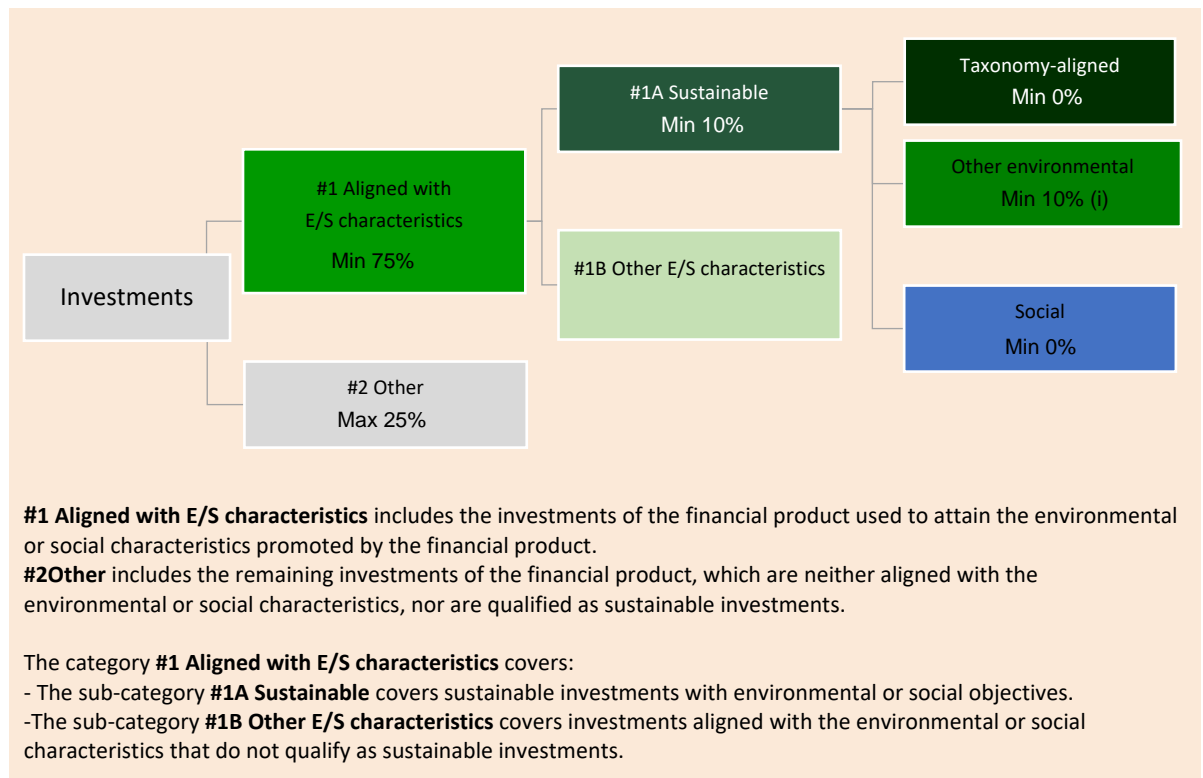 Investments
#1 Aligned with
E/S characteristics
Min 75%
#2 Other
Max 25%
#1A Sustainable
Min 10%
#1B Other E/S characteristics
Taxonomy-aligned
Min 0%
Other environmental
Min 10% (i)
Social
Min 0%
#1 Aligned with E/S characteristics includes the investments of the financial product used to attain the environmental
or social characteristics promoted by the financial product.
#2Other includes the remaining investments of the financial product, which are neither aligned with the
environmental or social characteristics, nor are qualified as sustainable investments.
The category #1 Aligned with E/S characteristics covers:
- The sub-category #1A Sustainable covers sustainable investments with environmental or social objectives.
-The sub-category #1B Other E/S characteristics covers investments aligned with the environmental or social
characteristics that do not qualify as sustainable investments.